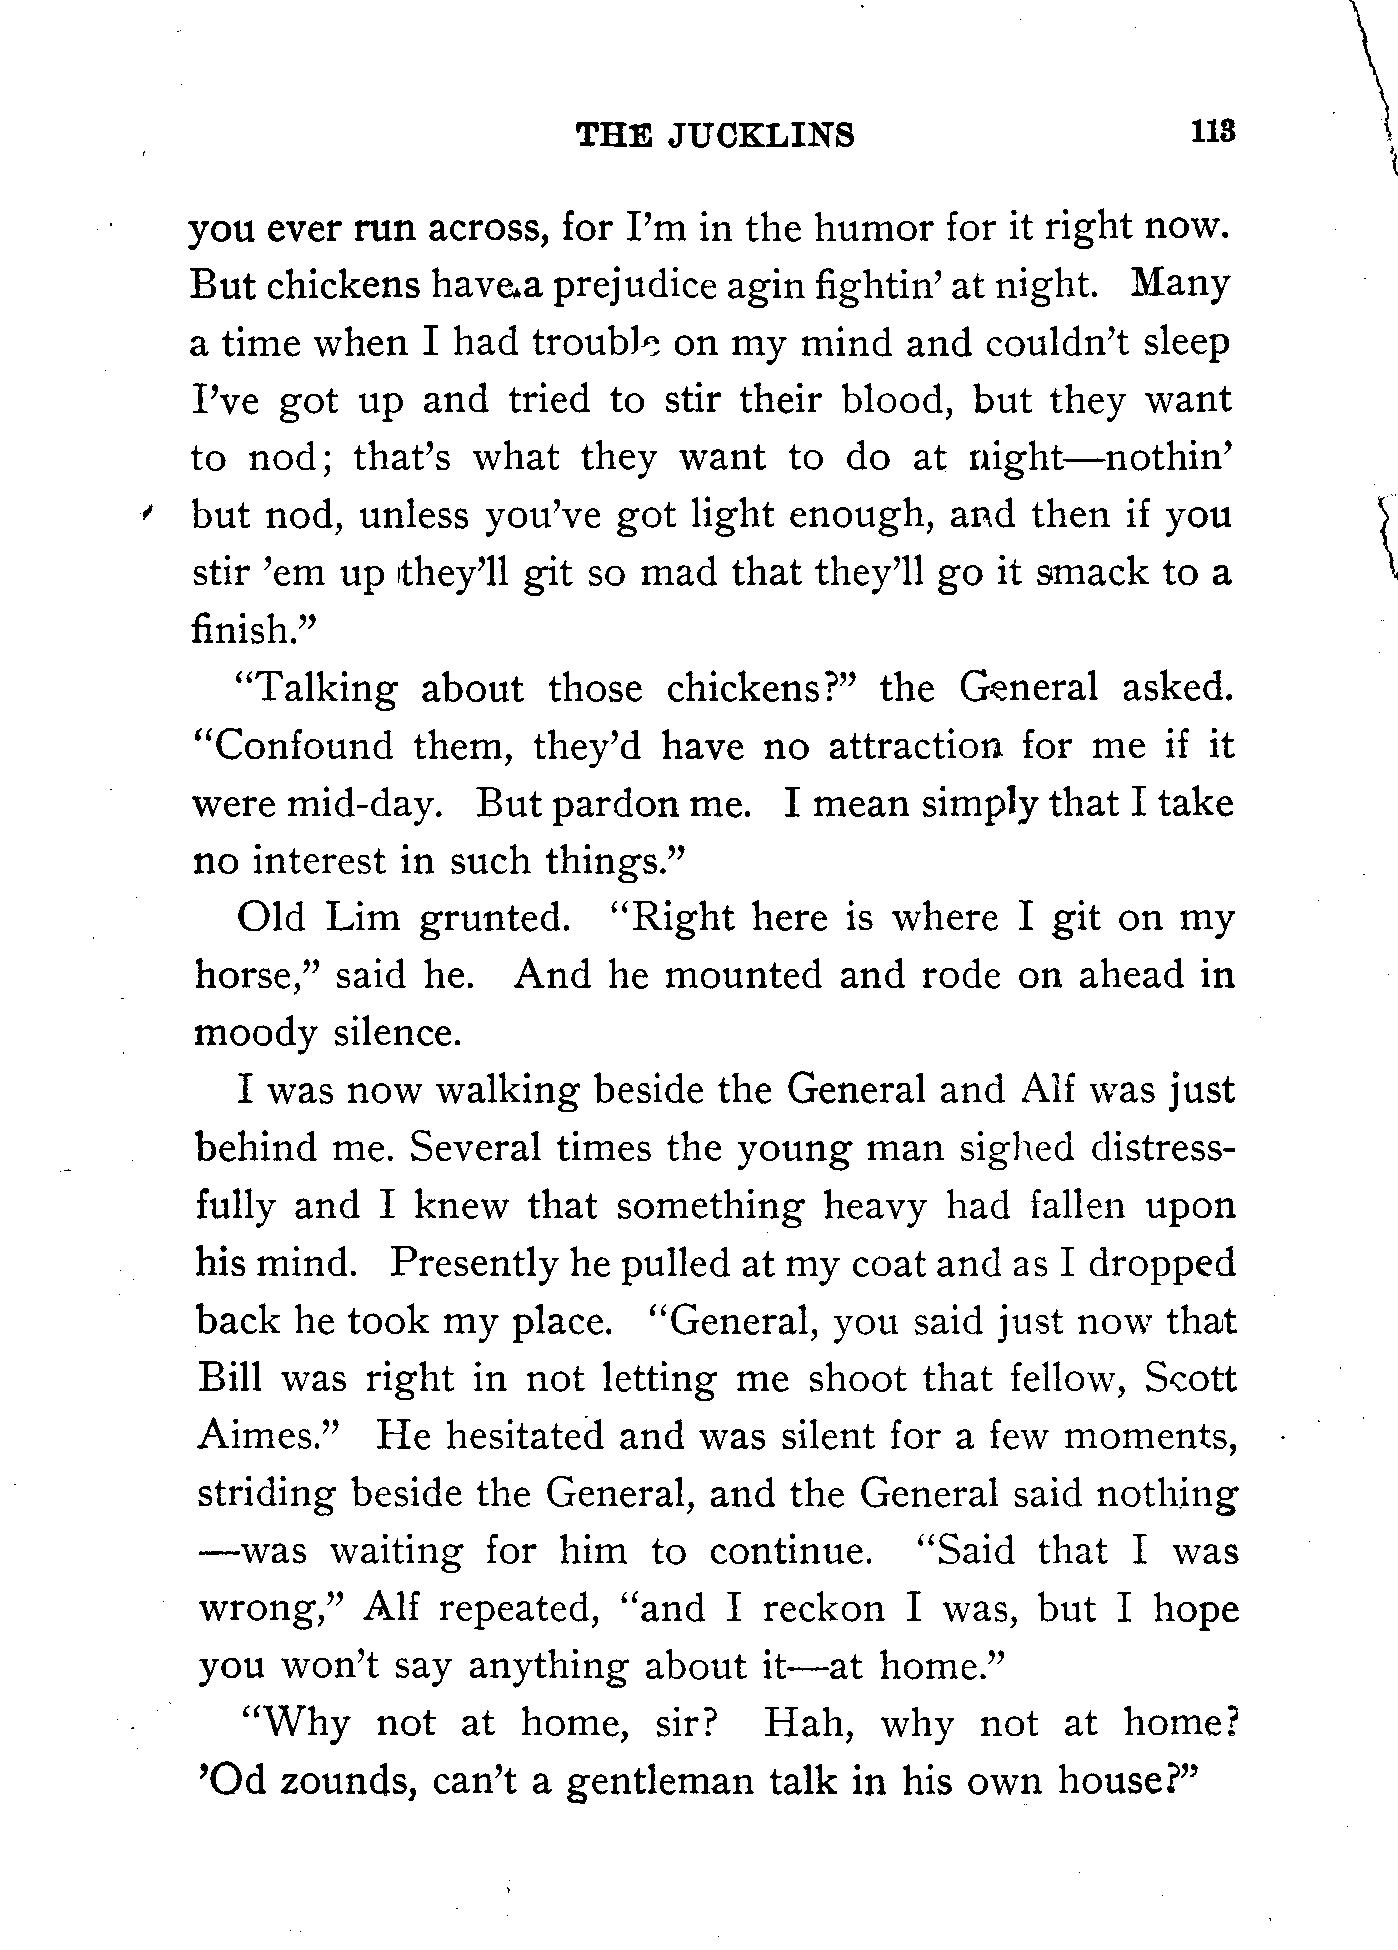 THE JUCKLINS 113
you ever run across, for I'm in the humor for it right now.
But chickens have a prejudice agin fightin' at night. Many
a time when I had trouble on my mind and couldn't sleep
I've got up and tried to stir their blood, but they want
to nod; that's what they want to do at night—nothin'
but nod, unless you've got light enough, and then if you
stir 'em up they'll git so mad that they'll go it smack to a
finish."
"Talking about those chickens?" the General asked.
"Confound them, they'd have no attraction for me if it
were mid-day. But pardon me. I mean simply that I take
no interest in such things."
Old Lim grunted. "Right here is where I git on my
horse," said he. And he mounted and rode on ahead in
moody silence.
I was now walking beside the General and Alf was just
behind me. Several times the young man sighed distress-
fully and I knew that something heavy had fallen upon
his mind. Presently he pulled at my coat and as I dropped
back he took my place. "General, you said just now that
Bill was right in not letting me shoot that fellow, Scott
Aimes." He hesitated and was silent for a few moments,
striding beside the General, and the General said nothing
—was waiting for him to continue. "Said that I was
wrong," Alf repeated, "and I reckon I was, but I hope
you won't say anything about it—at home."
"Why not at home, sir? Hah, why not at home?
'Od zounds, can't a gentleman talk in his own house?"